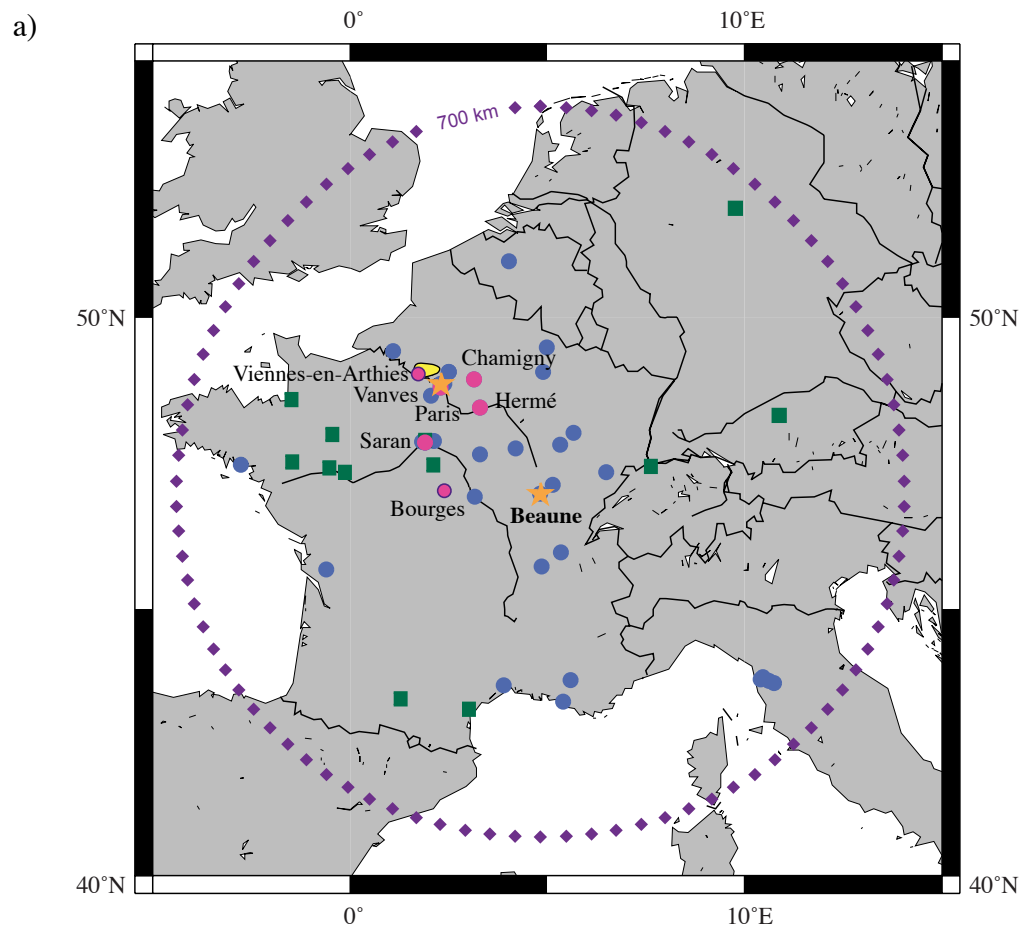 a)
0˚ 10˚E
700 km
50˚N 50˚N
Chamigny
Viennes-en-Arthies
Vanves
Hermé
Paris
Saran
Bourges
Beaune
40˚N 40˚N
0˚ 10˚E